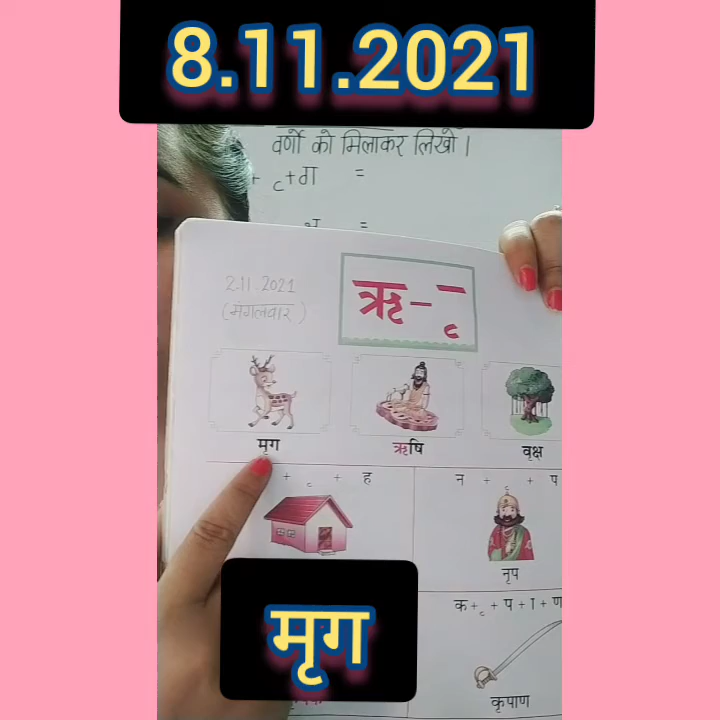 8.11.2021
वर्णो को मिलाकर लिखो ।
+ ृ + ग =
=
2.11.2021
(मंगलवार)
ऋ – ृ
मृग ऋषि वृक्ष
+ ृ + ह
न + ृ + प
नृप
क + ृ + प + ा + ण
मृग
कृपाण